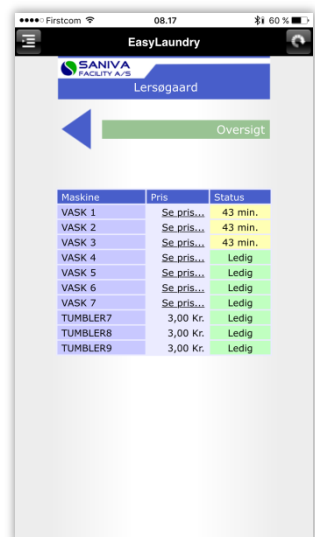 Firstcom 08.17 60 %
EasyLaundry
SANIVA
FACILITY A/S
Lersøgaard
Oversigt
Maskine Pris Status
VASK 1 Se pris... 43 min.
VASK 2 Se pris... 43 min.
VASK 3 Se pris... 43 min.
VASK 4 Se pris... Ledig
VASK 5 Se pris... Ledig
VASK 6 Se pris... Ledig
VASK 7 Se pris... Ledig
TUMBLER7 3,00 Kr. Ledig
TUMBLER8 3,00 Kr. Ledig
TUMBLER9 3,00 Kr. Ledig